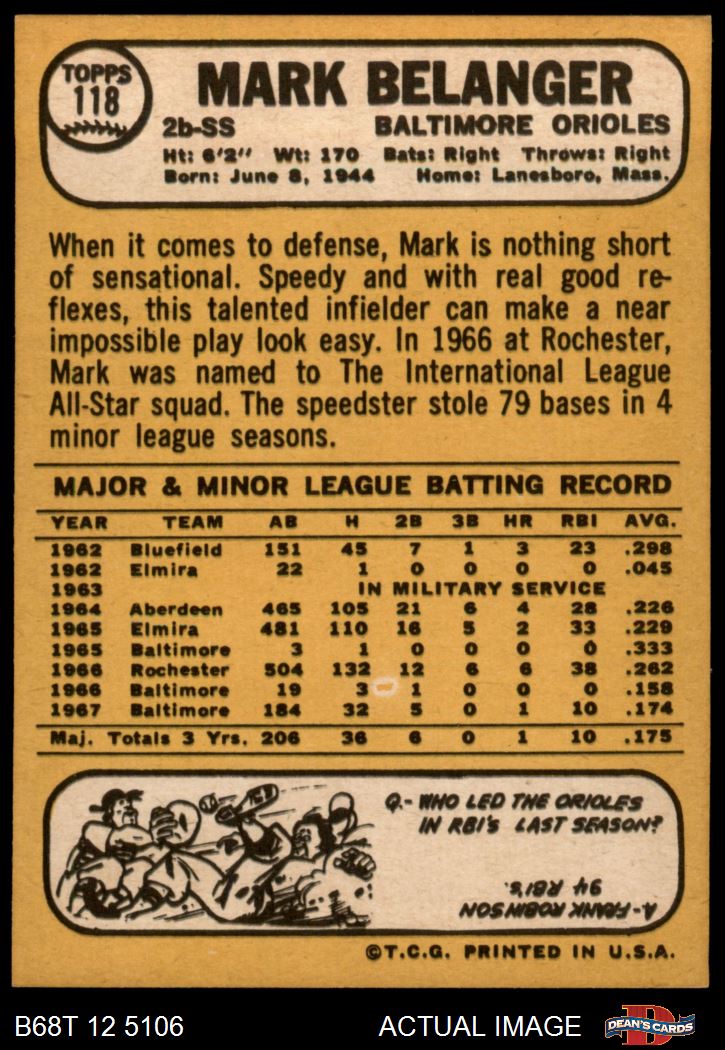 TOPPS
118
MARK BELANGER
2b-SS BALTIMORE ORIOLES
Ht: 6'2" Wt: 170 Bats: Right Throws: Right
Born: June 8, 1944 Home: Lanesboro, Mass.
When it comes to defense, Mark is nothing short
of sensational. Speedy and with real good re-
flexes, this talented infielder can make a near
impossible play look easy. In 1966 at Rochester,
Mark was named to The International League
All-Star squad. The speedster stole 79 bases in 4
minor league seasons.
MAJOR & MINOR LEAGUE BATTING RECORD
YEAR TEAM AB H 2B 3B HR RBI AVG.
1962 Bluefield 151 45 7 1 3 23 .298
1962 Elmira 22 1 0 0 0 0 .045
1963 IN MILITARY SERVICE
1964 Aberdeen 465 105 21 6 4 28 .226
1965 Elmira 481 110 16 5 2 33 .229
1965 Baltimore 3 1 0 0 0 0 .333
1966 Rochester 504 132 12 6 6 38 .262
1966 Baltimore 19 3 1 0 0 0 .158
1967 Baltimore 184 32 5 0 1 10 .174
Maj. Totals 3 Yrs. 206 36 6 0 1 10 .175
Q.- WHO LED THE ORIOLES
IN RBI's LAST SEASON?
A- FRANK ROBINSON
94 RBI's.
©T.C.G. PRINTED IN U.S.A.
B68T 12 5106 ACTUAL IMAGE
D
DEAN'S CARDS